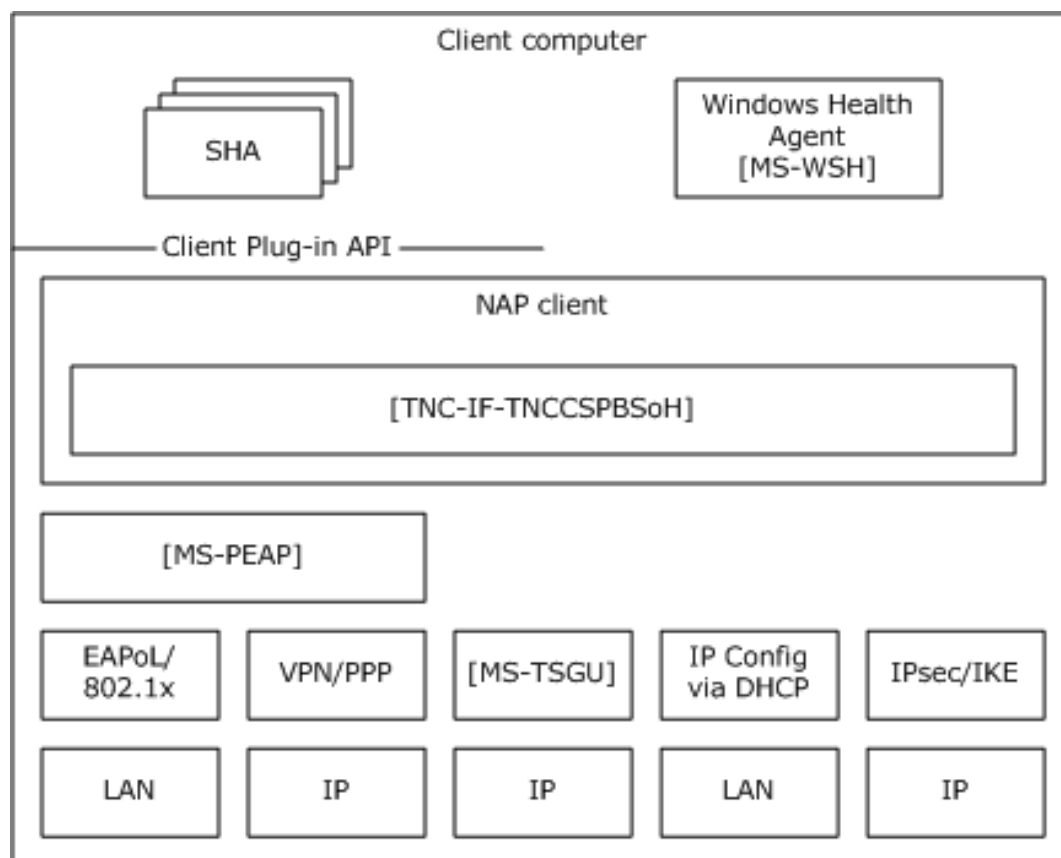 Client computer
SHA
Windows Health
Agent
[MS-WSH]
Client Plug-in API
NAP client
[TNC-IF-TNCCSPBSoH]
[MS-PEAP]
EAPoL/
802.1x
VPN/PPP
[MS-TSGU]
IP Config
via DHCP
IPsec/IKE
LAN
IP
IP
LAN
IP